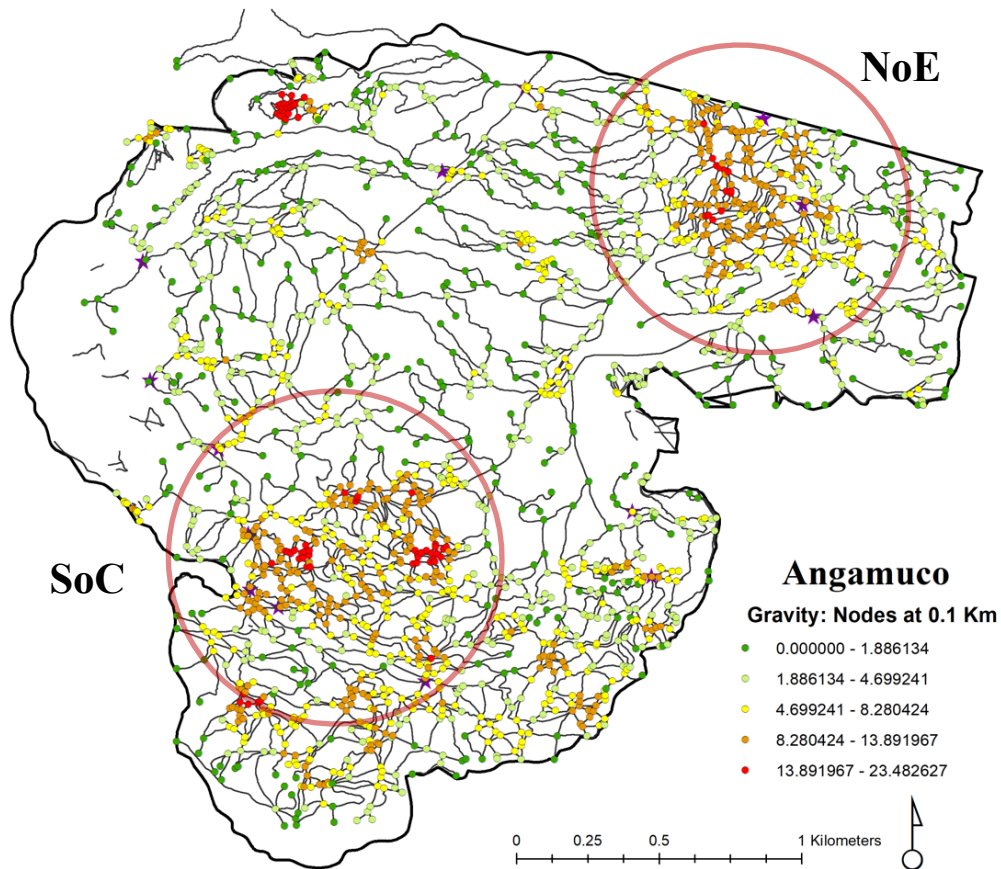 NoE
SoC
Angamuco
Gravity: Nodes at 0.1 Km
0.000000 - 1.886134
1.886134 - 4.699241
4.699241 - 8.280424
8.280424 - 13.891967
13.891967 - 23.482627
0 0.25 0.5 1 Kilometers